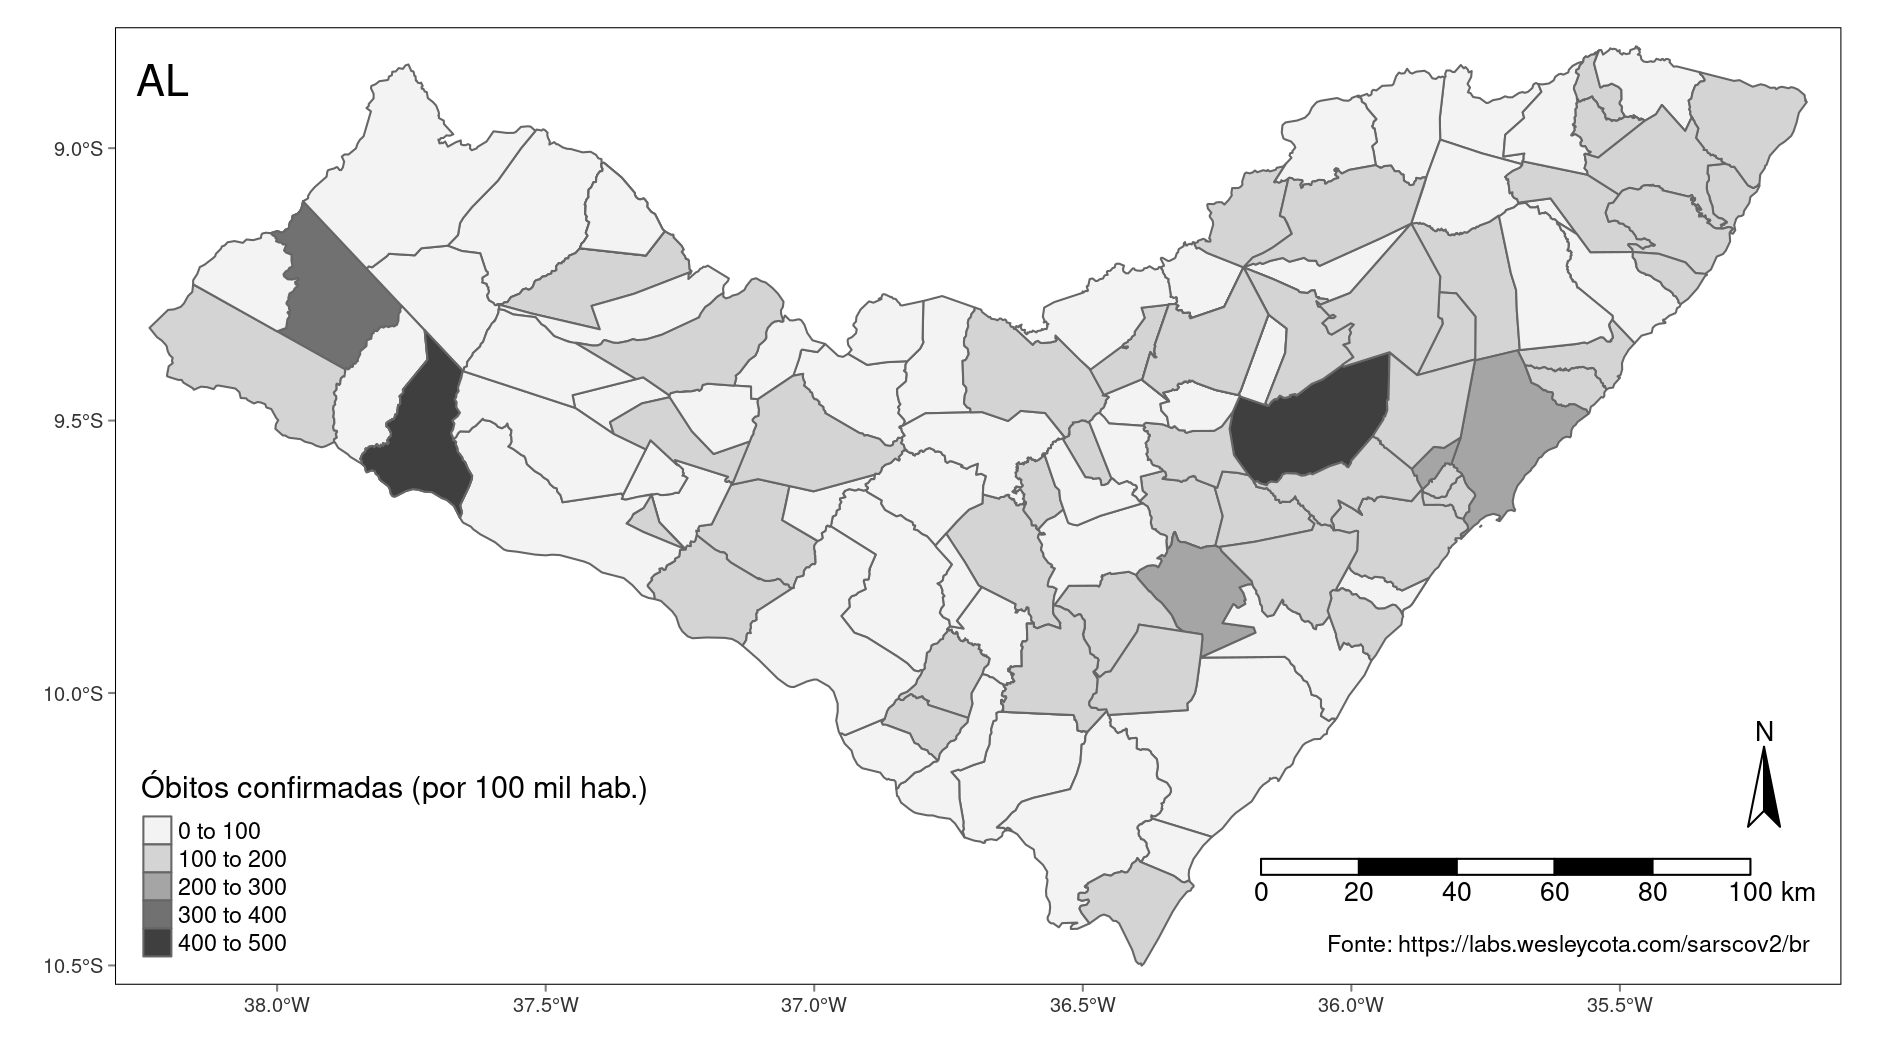 AL
9.0°S
9.5°S
10.0°S
10.5°S
Óbitos confirmadas (por 100 mil hab.)
0 to 100
100 to 200
200 to 300
300 to 400
400 to 500
N
0 20 40 60 80 100 km
Fonte: https://labs.wesleycota.com/sarscov2/br
38.0°W 37.5°W 37.0°W 36.5°W 36.0°W 35.5°W